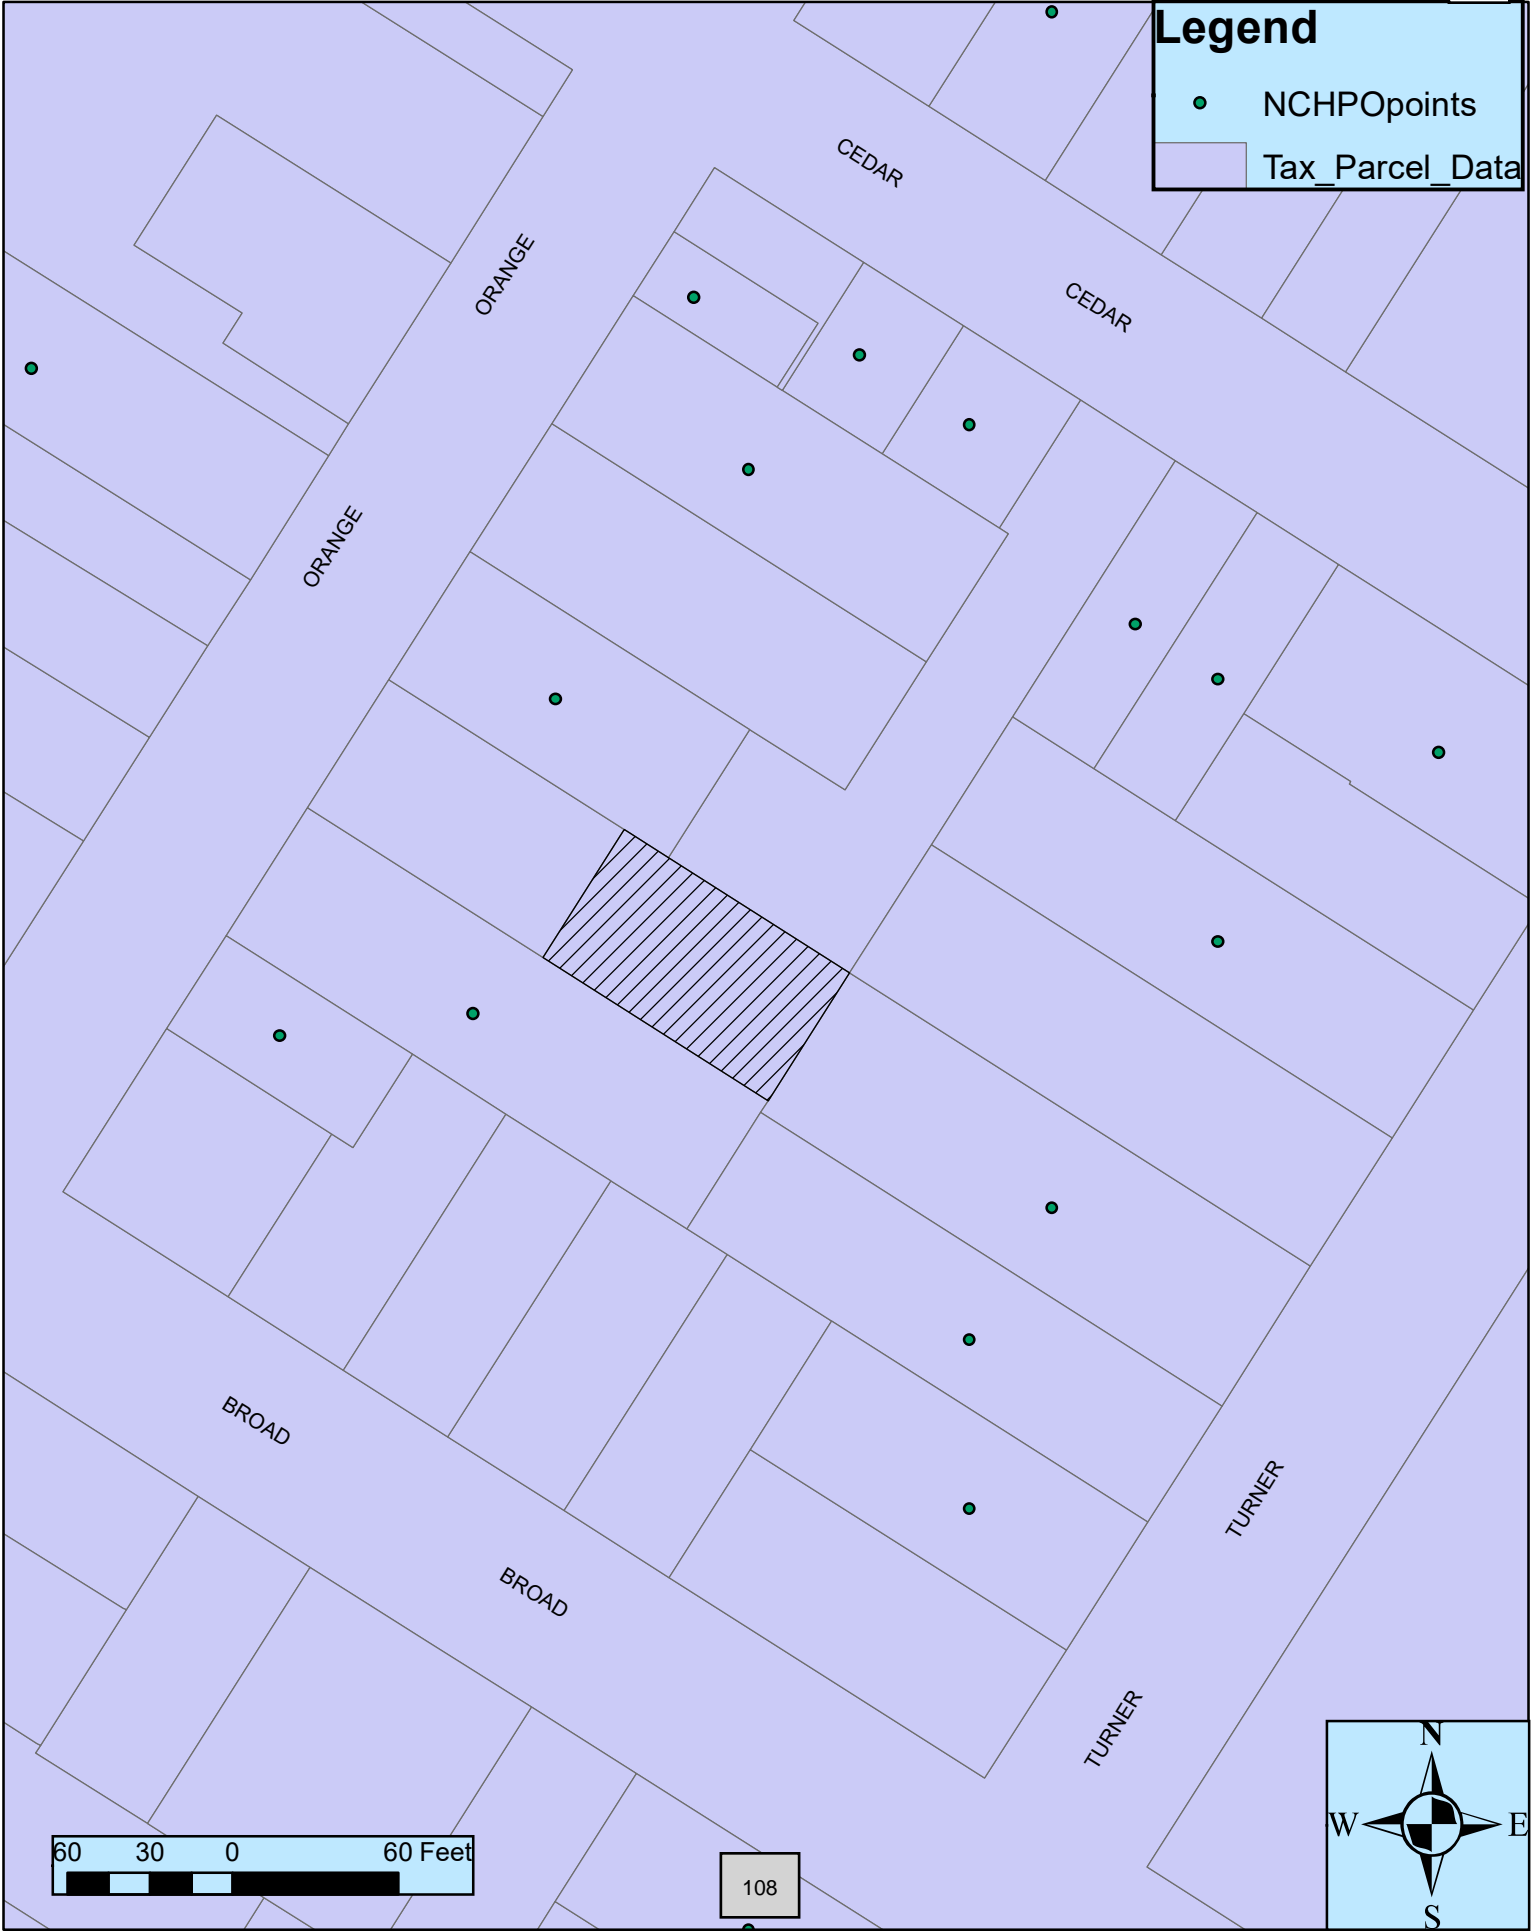 Legend
NCHPOpoints
Tax_Parcel_Data
CEDAR
ORANGE
CEDAR
ORANGE
BROAD
TURNER
BROAD
TURNER
N
W E
S
60 30 0 60 Feet
108